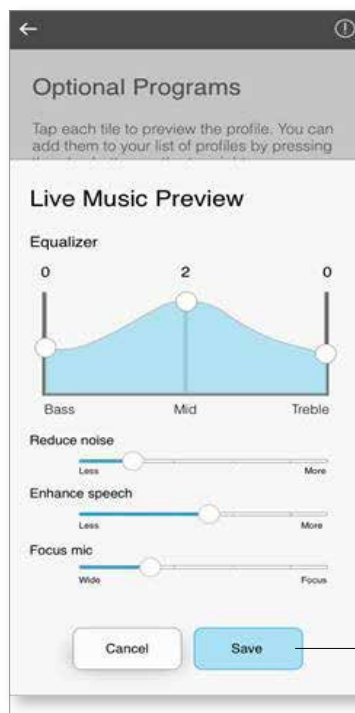 Optional Programs
Tap each tile to preview the profile. You can
add them to your list of profiles by pressing
Live Music Preview
Equalizer
0 2 0
Bass Mid Treble
Reduce noise
Less More
Enhance speech
Less More
Focus mic
Wide Focus
Cancel Save